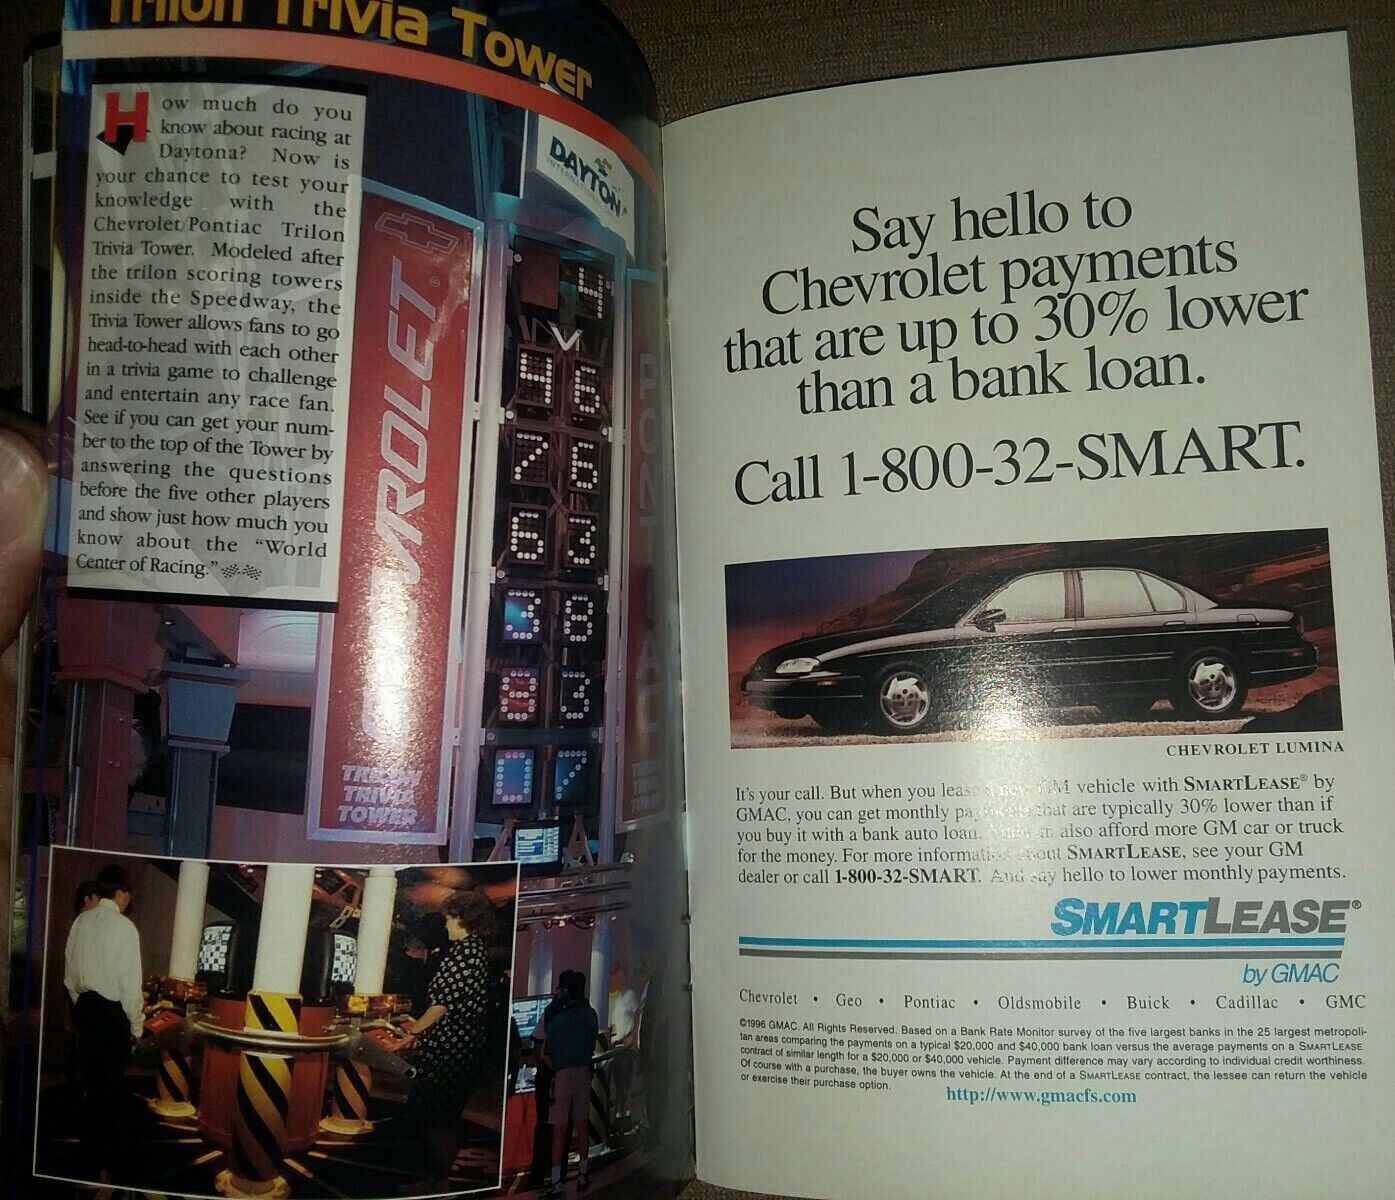 Trilon Trivia Tower
How much do you
know about racing at
Daytona? Now is
your chance to test your
knowledge with the
Chevrolet/Pontiac Trilon
Trivia Tower. Modeled after
the trilon scoring towers
inside the Speedway, the
Trivia Tower allows fans to go
head-to-head with each other
in a trivia game to challenge
and entertain any race fan.
See if you can get your num-
ber to the top of the Tower by
answering the questions
before the five other players
and show just how much you
know about the "World
Center of Racing."
DAYTON
CHEVROLET
TRILON
TRIVIA
TOWER
4
46
76
63
38
83
07
PONTIAC
Say hello to
Chevrolet payments
that are up to 30% lower
than a bank loan.
Call 1-800-32-SMART.
CHEVROLET LUMINA
It's your call. But when you lease a new GM vehicle with SMARTLEASE® by
GMAC, you can get monthly payments that are typically 30% lower than if
you buy it with a bank auto loan. also afford more GM car or truck
for the money. For more information about SMARTLEASE, see your GM
dealer or call 1-800-32-SMART. And say hello to lower monthly payments.
SMARTLEASE®
by GMAC
Chevrolet • Geo • Pontiac • Oldsmobile • Buick • Cadillac • GMC
©1996 GMAC. All Rights Reserved. Based on a Bank Rate Monitor survey of the five largest banks in the 25 largest metropoli-
tan areas comparing the payments on a typical $20,000 and $40,000 bank loan versus the average payments on a SMARTLEASE
contract of similar length for a $20,000 or $40,000 vehicle. Payment difference may vary according to individual credit worthiness.
Of course with a purchase, the buyer owns the vehicle. At the end of a SMARTLEASE contract, the lessee can return the vehicle
or exercise their purchase option.
http://www.gmacfs.com